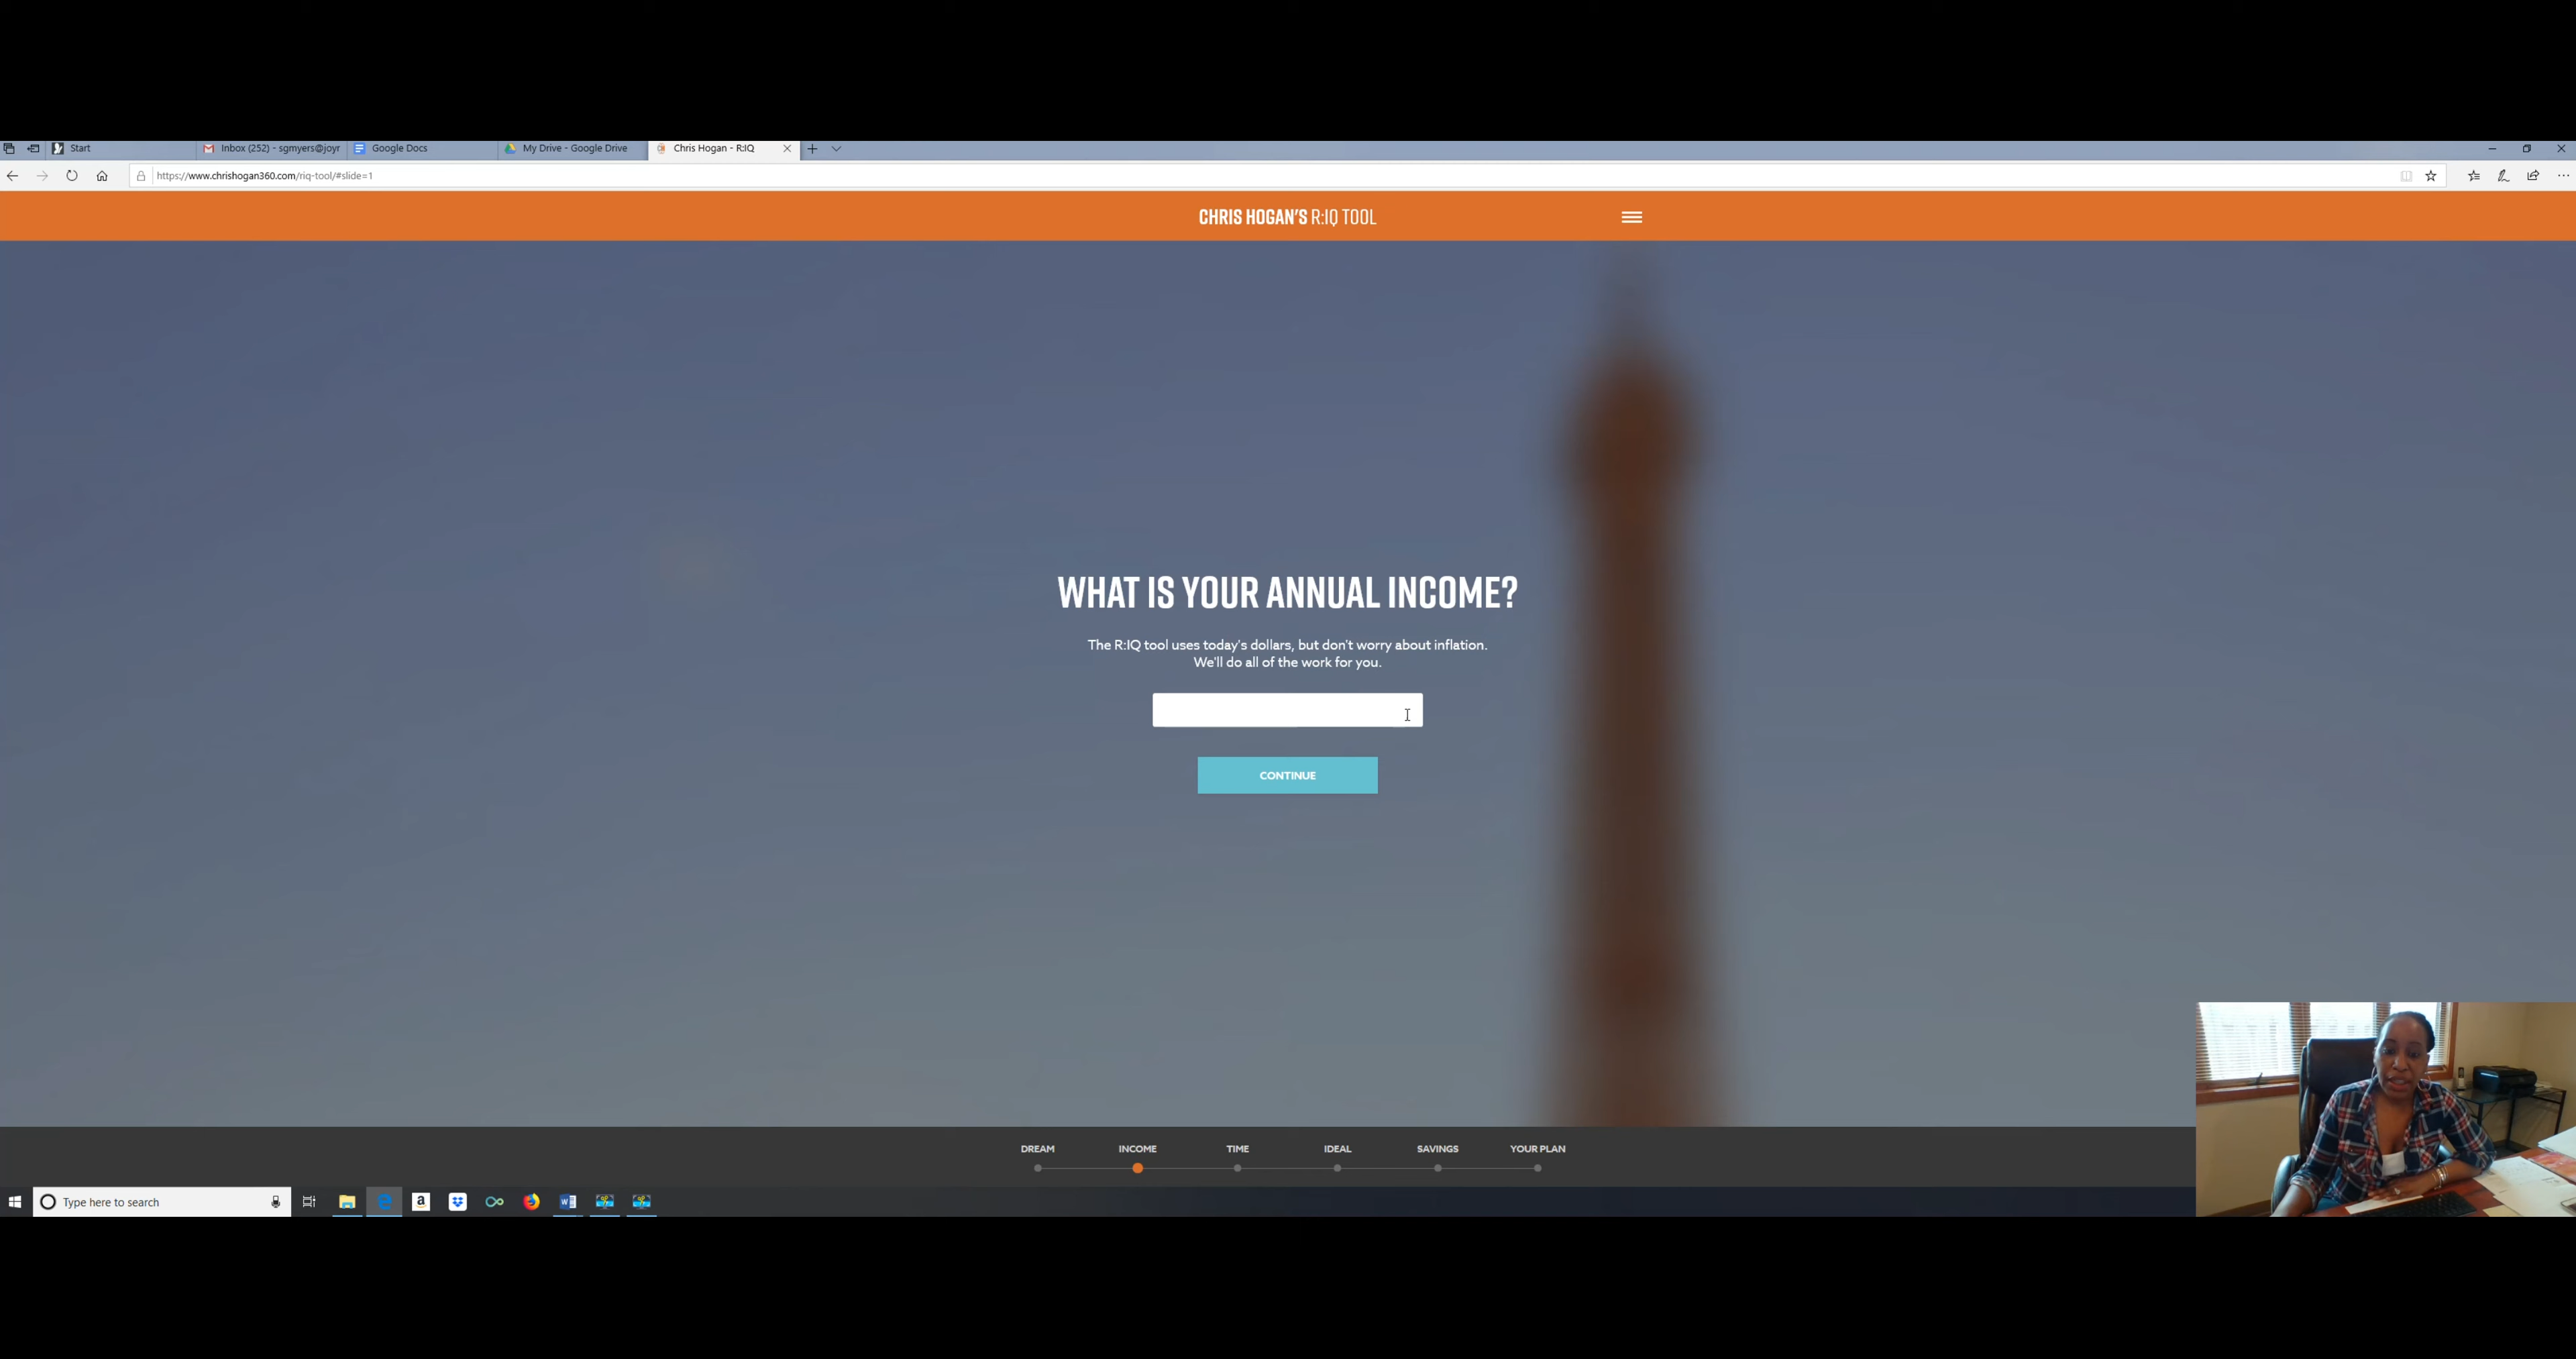 Start
Inbox (252) - sgmyers@joyr
Google Docs
My Drive - Google Drive
Chris Hogan - R:IQ
https://www.chrishogan360.com/riq-tool/#slide=1
CHRIS HOGAN'S R:IQ TOOL
WHAT IS YOUR ANNUAL INCOME?
The R:IQ tool uses today's dollars, but don't worry about inflation.
We'll do all of the work for you.
CONTINUE
DREAM
INCOME
TIME
IDEAL
SAVINGS
YOUR PLAN
Type here to search